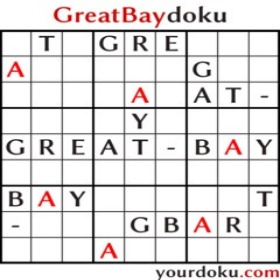 GreatBaydoku
T G R E
A G
A A T -
Y
G R E A T - B A Y
B A Y T
- G B A R T
A
yourdoku.com